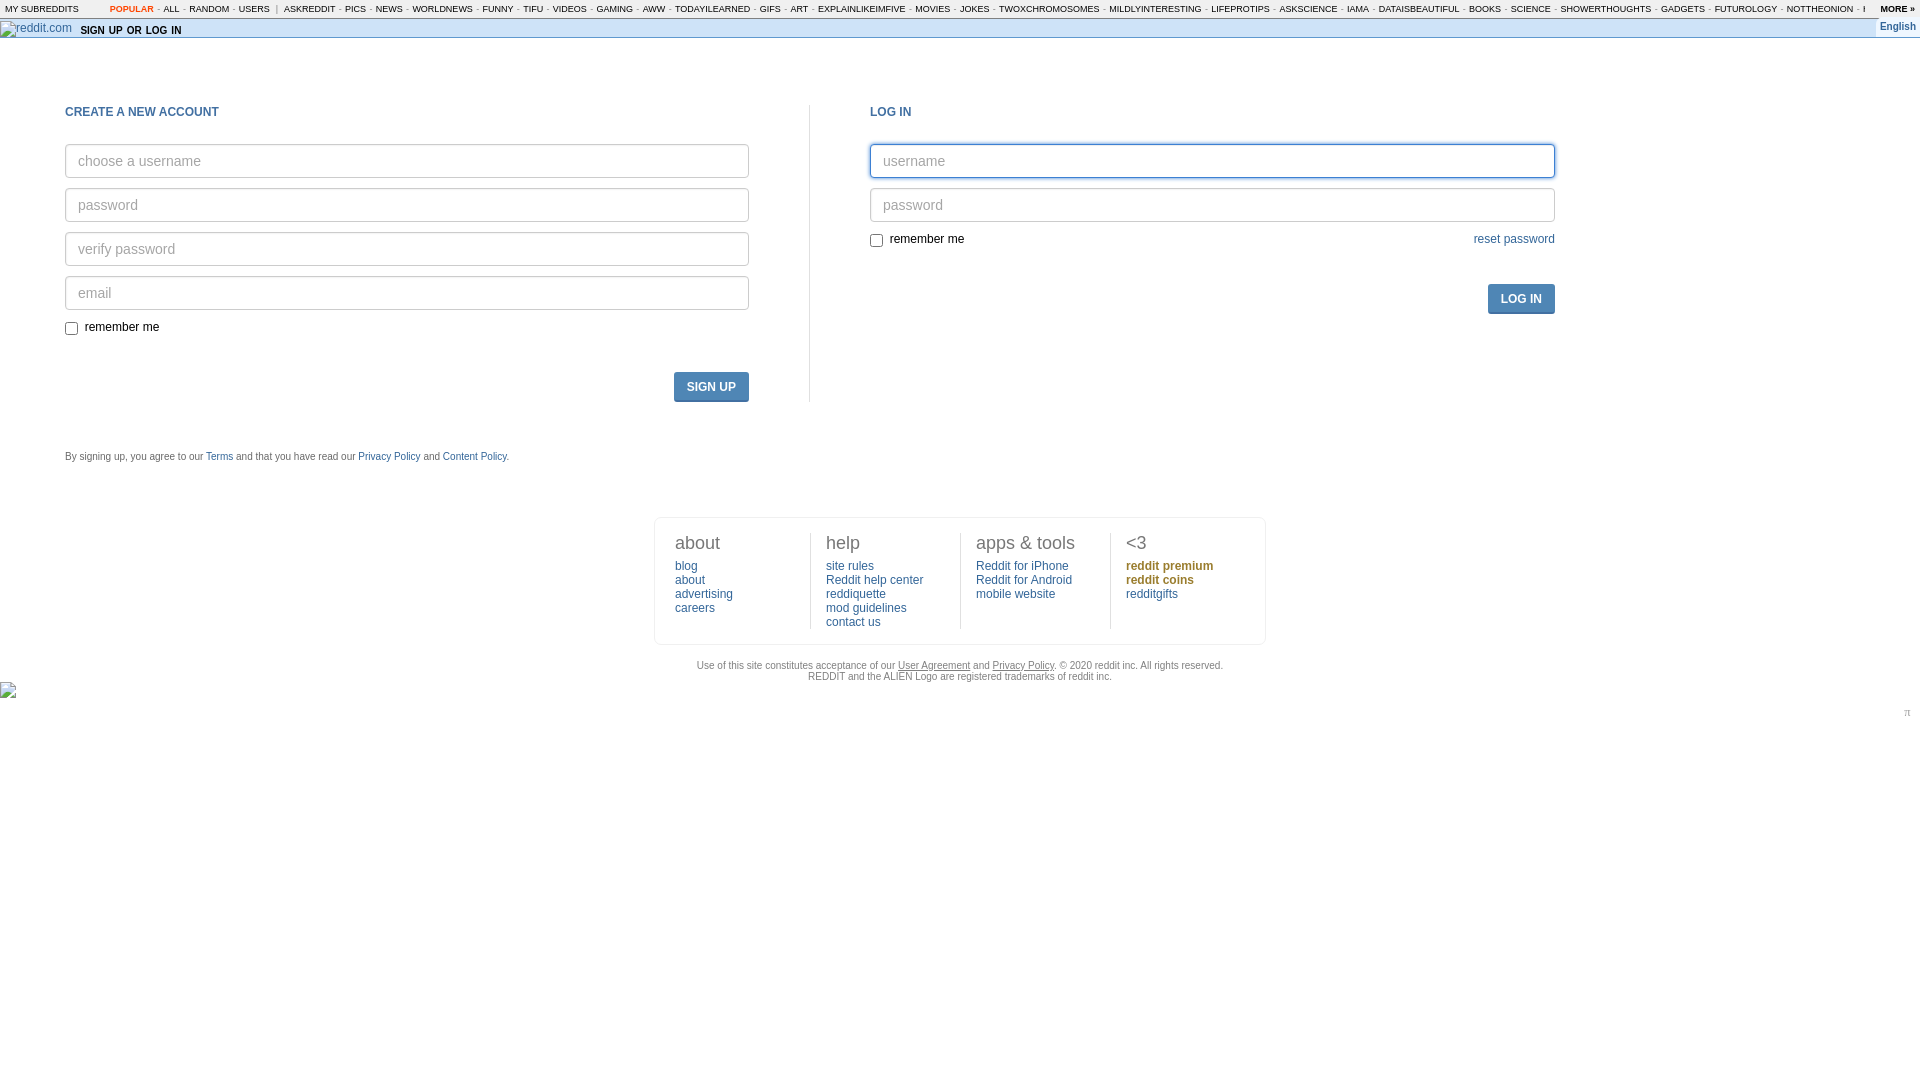 MY SUBREDDITS POPULAR - ALL - RANDOM - USERS | ASKREDDIT - PICS - NEWS - WORLDNEWS - FUNNY - TIFU - VIDEOS - GAMING - AWW - TODAYILEARNED - GIFS - ART - EXPLAINLIKEIMFIVE - MOVIES - JOKES - TWOXCHROMOSOMES - MILDLYINTERESTING - LIFEPROTIPS - ASKSCIENCE - IAMA - DATAISBEAUTIFUL - BOOKS - SCIENCE - SHOWERTHOUGHTS - GADGETS - FUTUROLOGY - NOTTHEONION - MORE »
reddit.com SIGN UP OR LOG IN English
CREATE A NEW ACCOUNT
choose a username
password
verify password
email
remember me
SIGN UP
LOG IN
username
password
remember me reset password
LOG IN
By signing up, you agree to our Terms and that you have read our Privacy Policy and Content Policy.
about
blog
about
advertising
careers
help
site rules
Reddit help center
reddiquette
mod guidelines
contact us
apps & tools
Reddit for iPhone
Reddit for Android
mobile website
<3
reddit premium
reddit coins
redditgifts
Use of this site constitutes acceptance of our User Agreement and Privacy Policy. © 2020 reddit inc. All rights reserved.
REDDIT and the ALIEN Logo are registered trademarks of reddit inc.
π